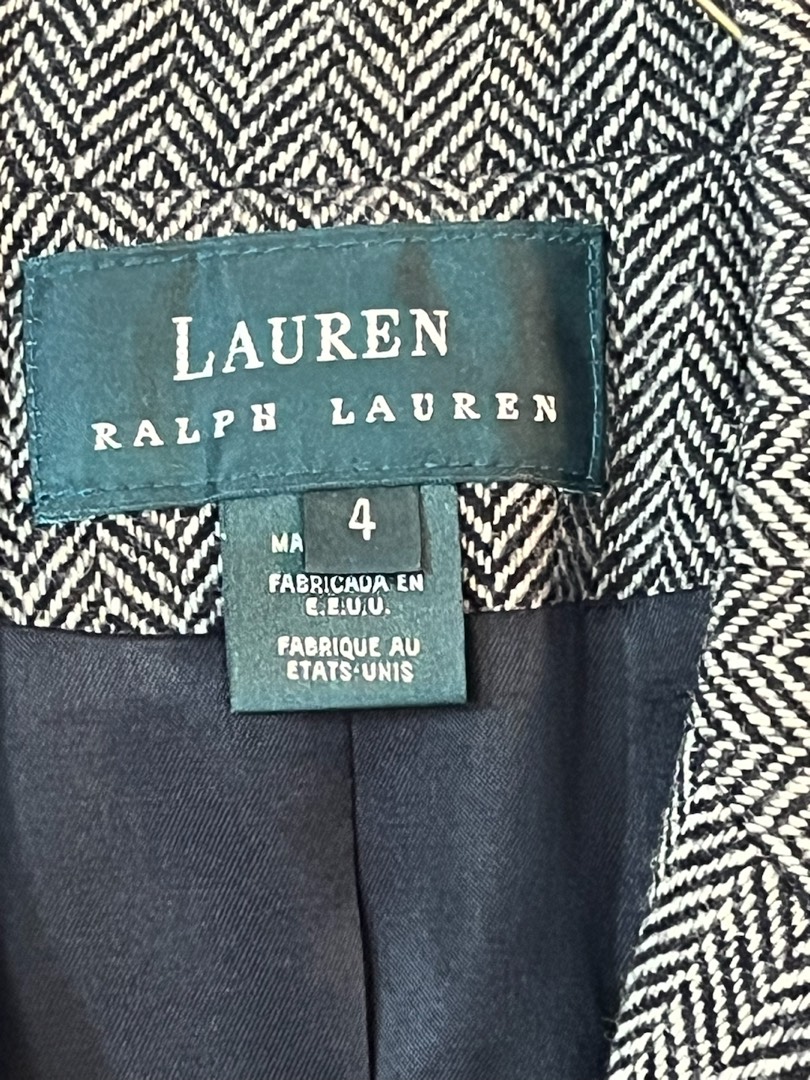 LAUREN
RALPH LAUREN
4
MA
FABRICADA EN
E.E.U.U.
FABRIQUE AU
ETATS-UNIS